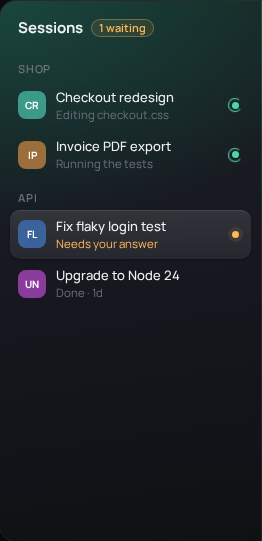 Sessions 1 waiting
SHOP
CR Checkout redesign
Editing checkout.css
IP Invoice PDF export
Running the tests
API
FL Fix flaky login test
Needs your answer
UN Upgrade to Node 24
Done · 1d